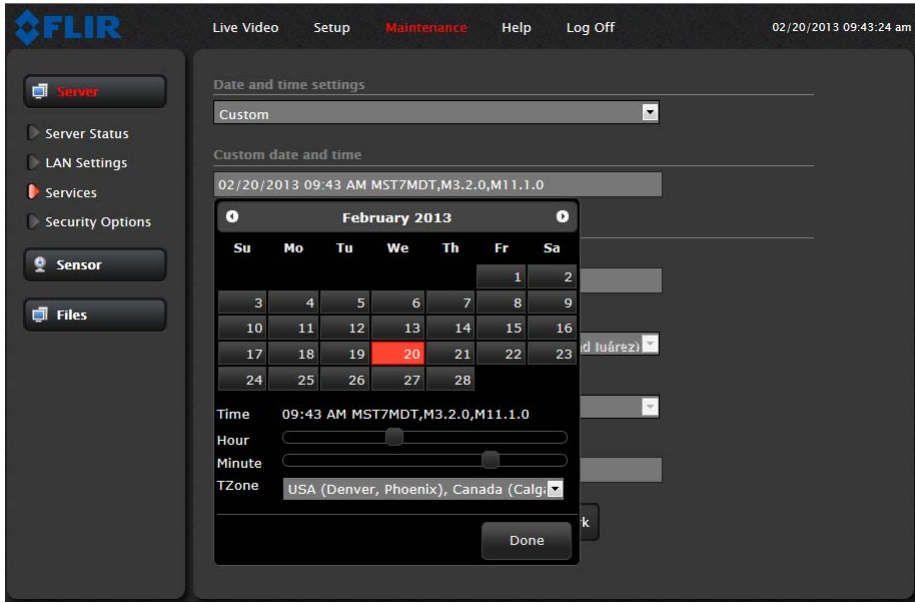 FLIR
Live Video Setup Maintenance Help Log Off 02/20/2013 09:43:24 am
Server
Server Status
LAN Settings
Services
Security Options
Sensor
Files
Date and time settings
Custom
Custom date and time
02/20/2013 09:43 AM MST7MDT,M3.2.0,M11.1.0
February 2013
Su Mo Tu We Th Fr Sa
1 2
3 4 5 6 7 8 9
10 11 12 13 14 15 16
17 18 19 20 21 22 23
24 25 26 27 28
Time 09:43 AM MST7MDT,M3.2.0,M11.1.0
Hour
Minute
TZone USA (Denver, Phoenix), Canada (Calga
Done
d Juárez)
k